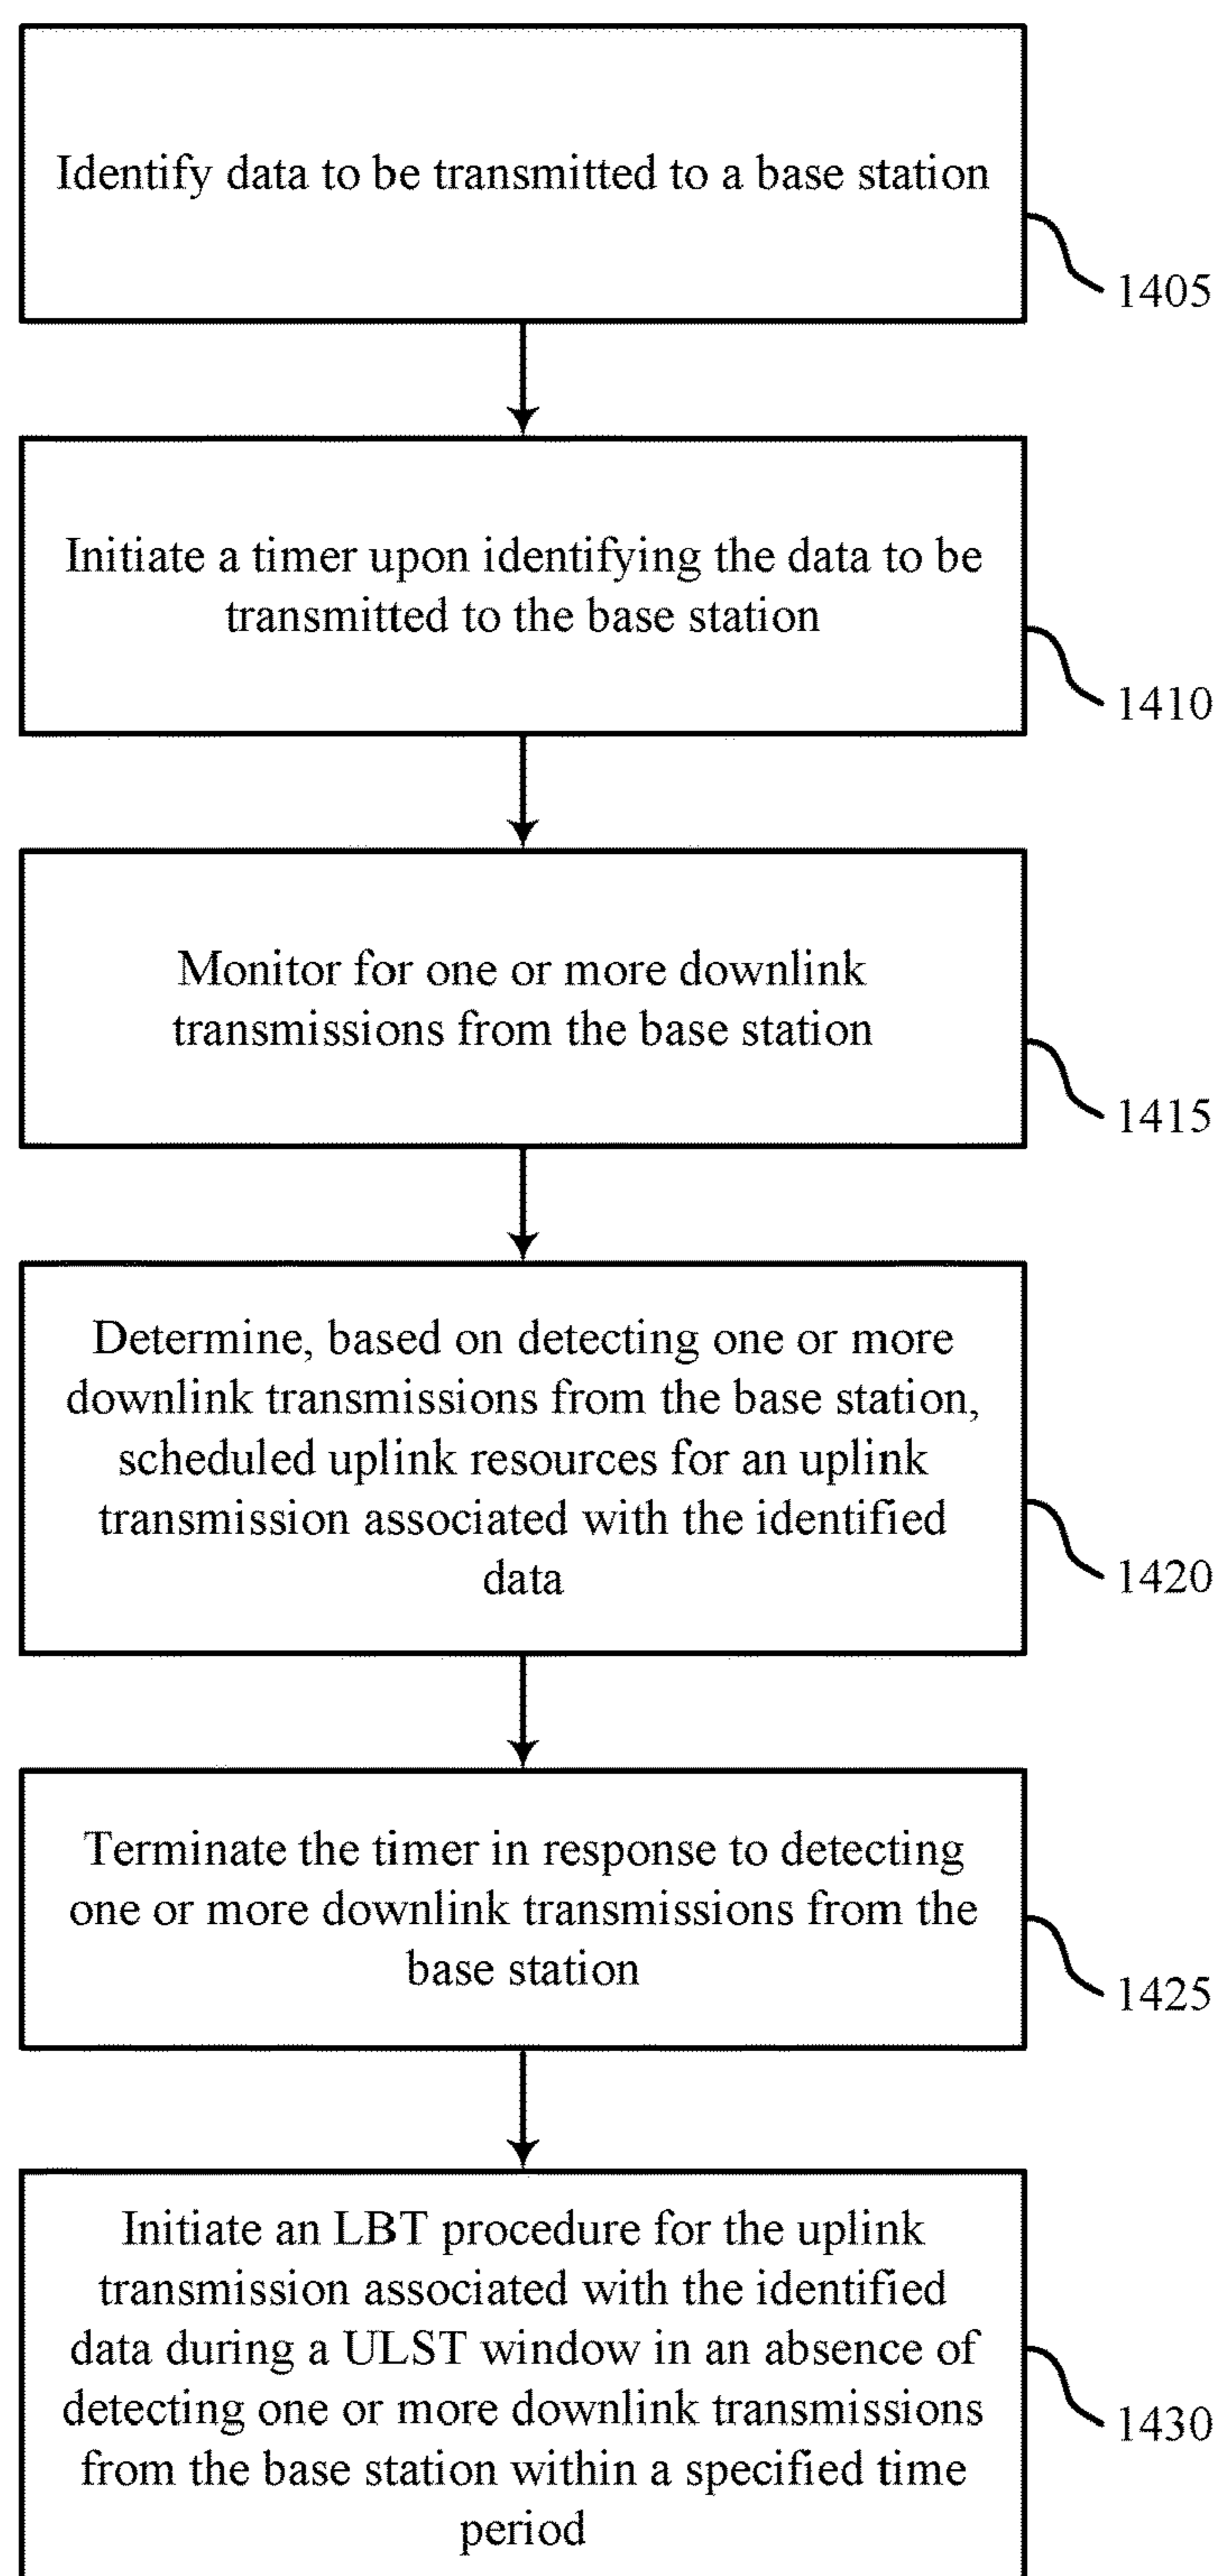 Identify data to be transmitted to a base station
1405
Initiate a timer upon identifying the data to be
transmitted to the base station
1410
Monitor for one or more downlink
transmissions from the base station
1415
Determine, based on detecting one or more
downlink transmissions from the base station,
scheduled uplink resources for an uplink
transmission associated with the identified
data
1420
Terminate the timer in response to detecting
one or more downlink transmissions from the
base station
1425
Initiate an LBT procedure for the uplink
transmission associated with the identified
data during a ULST window in an absence of
detecting one or more downlink transmissions
from the base station within a specified time
period
1430